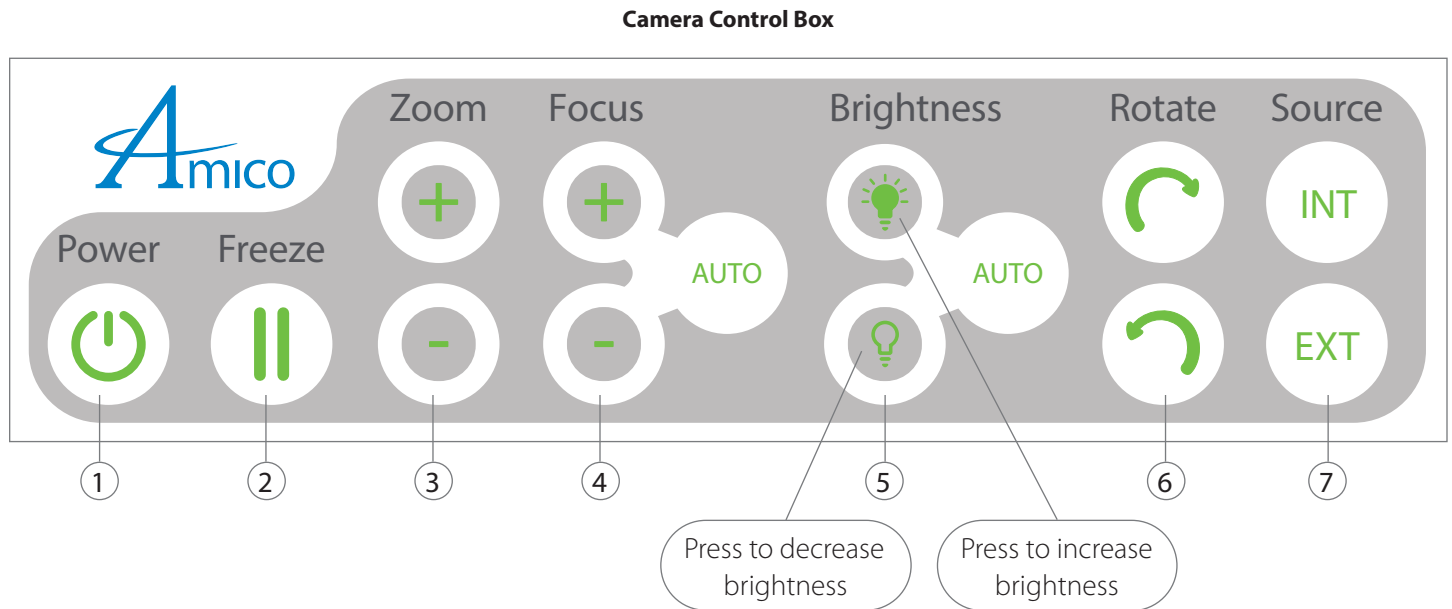 Camera Control Box
Amico
Zoom Focus Brightness Rotate Source
+ + INT
Power Freeze AUTO AUTO
- - EXT
1 2 3 4 5 6 7
Press to decrease
brightness
Press to increase
brightness